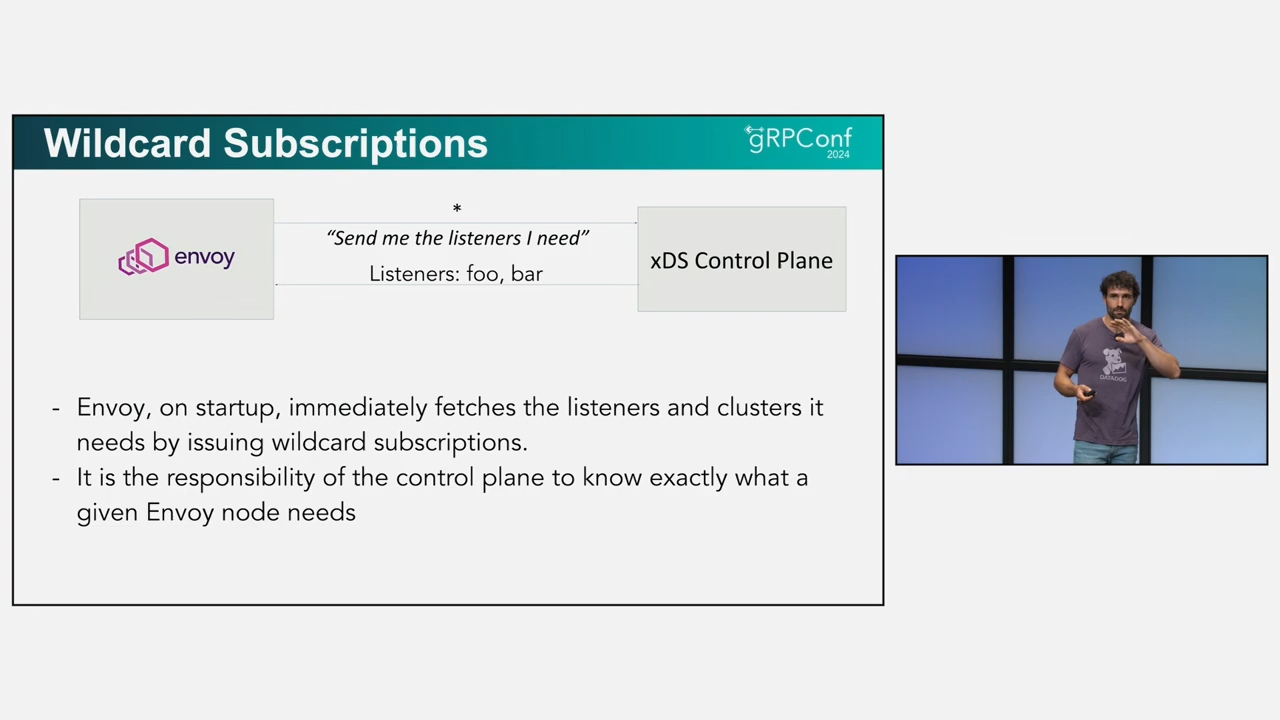 Wildcard Subscriptions
gRPConf
2024
*
“Send me the listeners I need”
envoy
xDS Control Plane
Listeners: foo, bar
- Envoy, on startup, immediately fetches the listeners and clusters it
needs by issuing wildcard subscriptions.
- It is the responsibility of the control plane to know exactly what a
given Envoy node needs
DATADOG